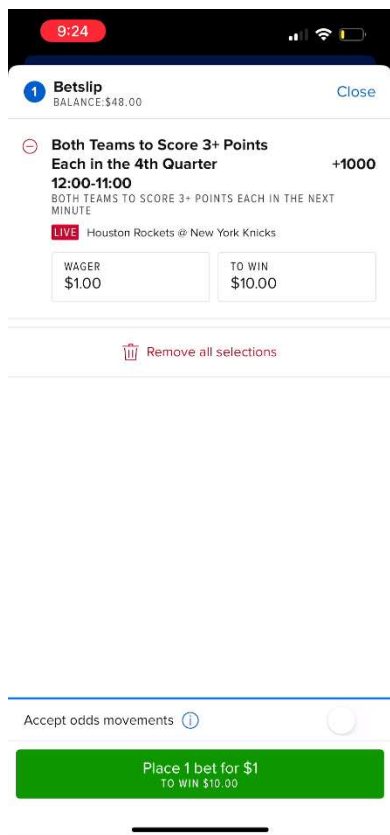 9:24
1 Betslip Close
BALANCE:$48.00
Both Teams to Score 3+ Points
Each in the 4th Quarter +1000
12:00-11:00
BOTH TEAMS TO SCORE 3+ POINTS EACH IN THE NEXT
MINUTE
LIVE Houston Rockets @ New York Knicks
WAGER TO WIN
$1.00 $10.00
Remove all selections
Accept odds movements i
Place 1 bet for $1
TO WIN $10.00